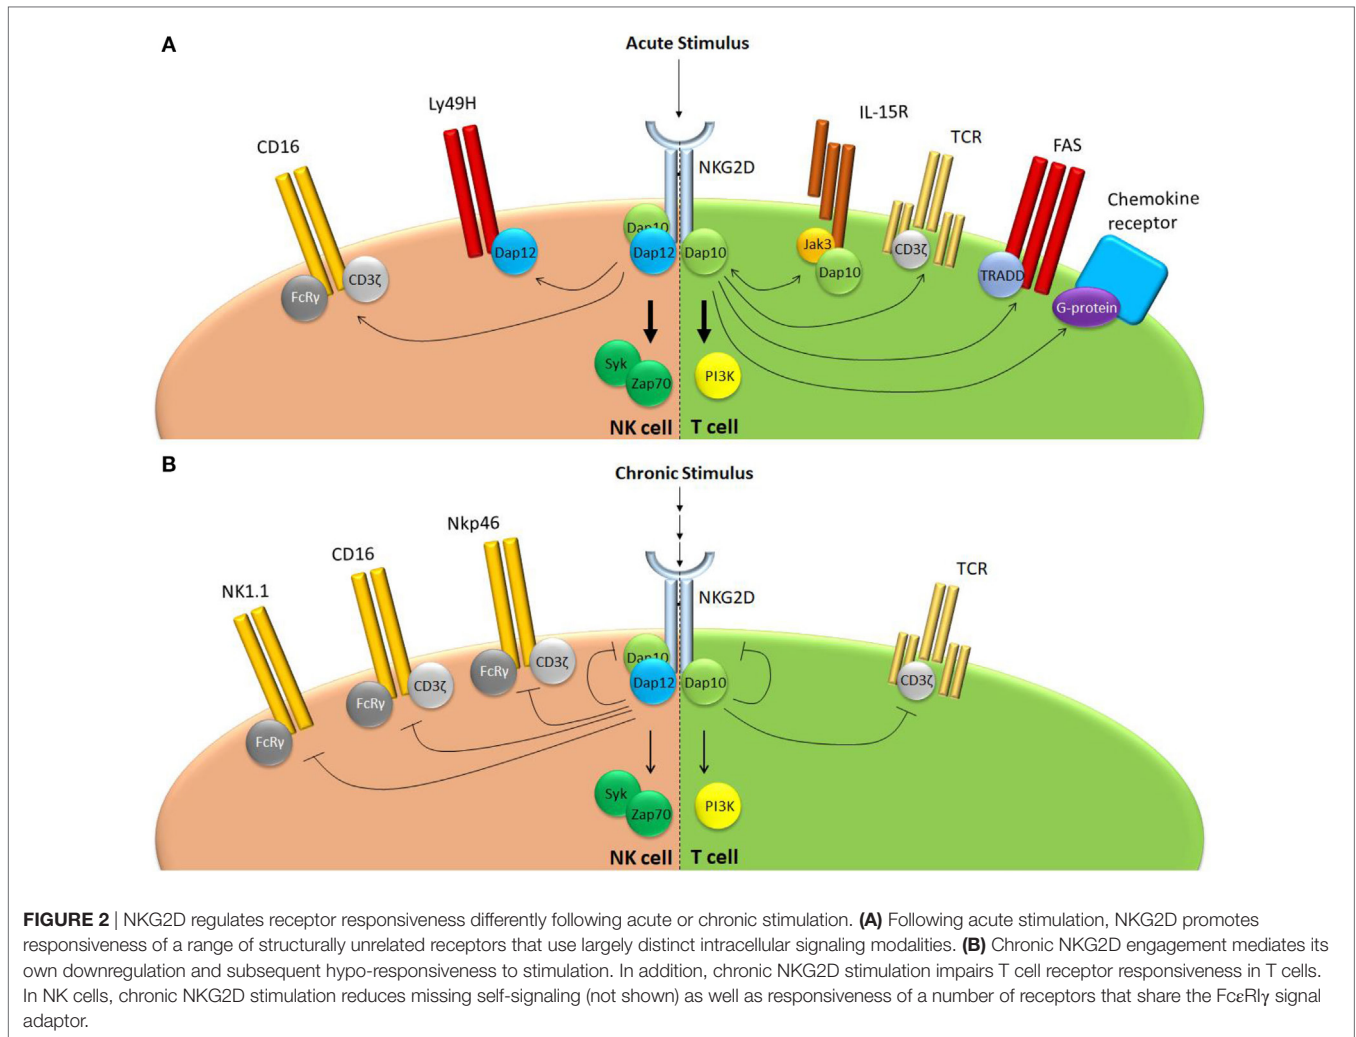 A
Acute Stimulus
Ly49H
CD16
NKG2D
IL-15R
TCR
FAS
Chemokine
receptor
FcRγ
CD3ζ
Dap12
Dap10
Dap12
Dap10
Jak3
Dap10
CD3ζ
TRADD
G-protein
Syk
Zap70
PI3K
NK cell
T cell
B
Chronic Stimulus
Nkp46
CD16
NK1.1
NKG2D
TCR
FcRγ
FcRγ
CD3ζ
FcRγ
CD3ζ
Dap10
Dap12
Dap10
CD3ζ
Syk
Zap70
PI3K
NK cell
T cell
FIGURE 2 | NKG2D regulates receptor responsiveness differently following acute or chronic stimulation. (A) Following acute stimulation, NKG2D promotes
responsiveness of a range of structurally unrelated receptors that use largely distinct intracellular signaling modalities. (B) Chronic NKG2D engagement mediates its
own downregulation and subsequent hypo-responsiveness to stimulation. In addition, chronic NKG2D stimulation impairs T cell receptor responsiveness in T cells.
In NK cells, chronic NKG2D stimulation reduces missing self-signaling (not shown) as well as responsiveness of a number of receptors that share the FcεRIγ signal
adaptor.